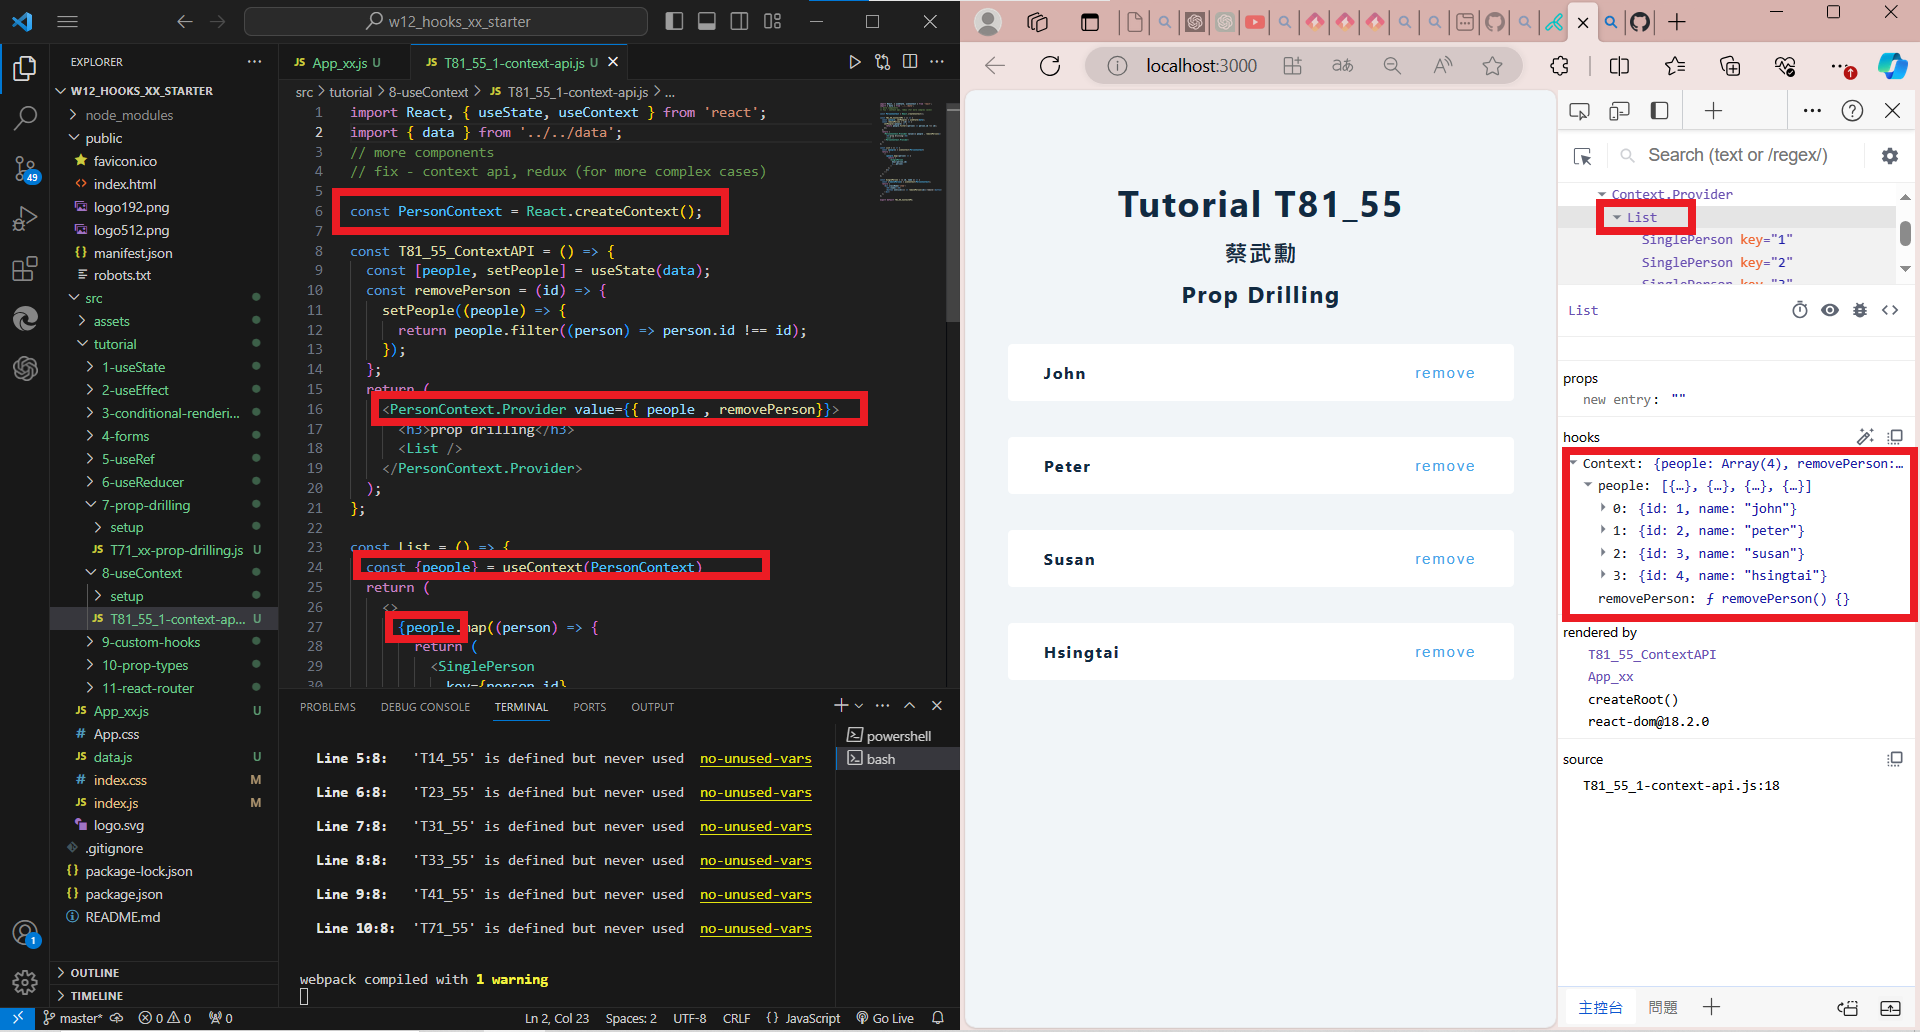 w12_hooks_xx_starter
EXPLORER
W12_HOOKS_XX_STARTER
node_modules
public
favicon.ico
index.html
logo192.png
logo512.png
manifest.json
robots.txt
src
assets
tutorial
1-useState
2-useEffect
3-conditional-renderi...
4-forms
5-useRef
6-useReducer
7-prop-drilling
setup
T71_xx-prop-drilling.js U
8-useContext
setup
T81_55_1-context-ap... U
9-custom-hooks
10-prop-types
11-react-router
App_xx.js U
App.css
data.js U
index.css M
index.js M
logo.svg
.gitignore
package-lock.json
package.json
README.md
OUTLINE
TIMELINE
49
1
JS App_xx.js U
JS T81_55_1-context-api.js U
src > tutorial > 8-useContext > JS T81_55_1-context-api.js > ...
1 import React, { useState, useContext } from 'react';
2 import { data } from '../../data';
3 // more components
4 // fix - context api, redux (for more complex cases)
5
6 const PersonContext = React.createContext();
7
8 const T81_55_ContextAPI = () => {
9 const [people, setPeople] = useState(data);
10 const removePerson = (id) => {
11 setPeople((people) => {
12 return people.filter((person) => person.id !== id);
13 });
14 };
15 return (
16 <PersonContext.Provider value={{ people , removePerson}}>
17 <h3>prop drilling</h3>
18 <List />
19 </PersonContext.Provider>
20 );
21 };
22
23 const List = () => {
24 const {people} = useContext(PersonContext)
25 return (
26 <>
27 {people.map((person) => {
28 return (
29 <SinglePerson
30 key={person.id}
PROBLEMS DEBUG CONSOLE TERMINAL PORTS OUTPUT
powershell
bash
Line 5:8: 'T14_55' is defined but never used no-unused-vars
Line 6:8: 'T23_55' is defined but never used no-unused-vars
Line 7:8: 'T31_55' is defined but never used no-unused-vars
Line 8:8: 'T33_55' is defined but never used no-unused-vars
Line 9:8: 'T41_55' is defined but never used no-unused-vars
Line 10:8: 'T71_55' is defined but never used no-unused-vars
webpack compiled with 1 warning
master* 0 0 0 Ln 2, Col 23 Spaces: 2 UTF-8 CRLF {} JavaScript Go Live
localhost:3000
Tutorial T81_55
蔡武勳
Prop Drilling
John remove
Peter remove
Susan remove
Hsingtai remove
Search (text or /regex/)
Context.Provider
List
SinglePerson key="1"
SinglePerson key="2"
SinglePerson key="3"
List
props
new entry: ""
hooks
Context: {people: Array(4), removePerson:...
people: [{…}, {…}, {…}, {…}]
0: {id: 1, name: "john"}
1: {id: 2, name: "peter"}
2: {id: 3, name: "susan"}
3: {id: 4, name: "hsingtai"}
removePerson: ƒ removePerson() {}
rendered by
T81_55_ContextAPI
App_xx
createRoot()
react-dom@18.2.0
source
T81_55_1-context-api.js:18
主控台 問題